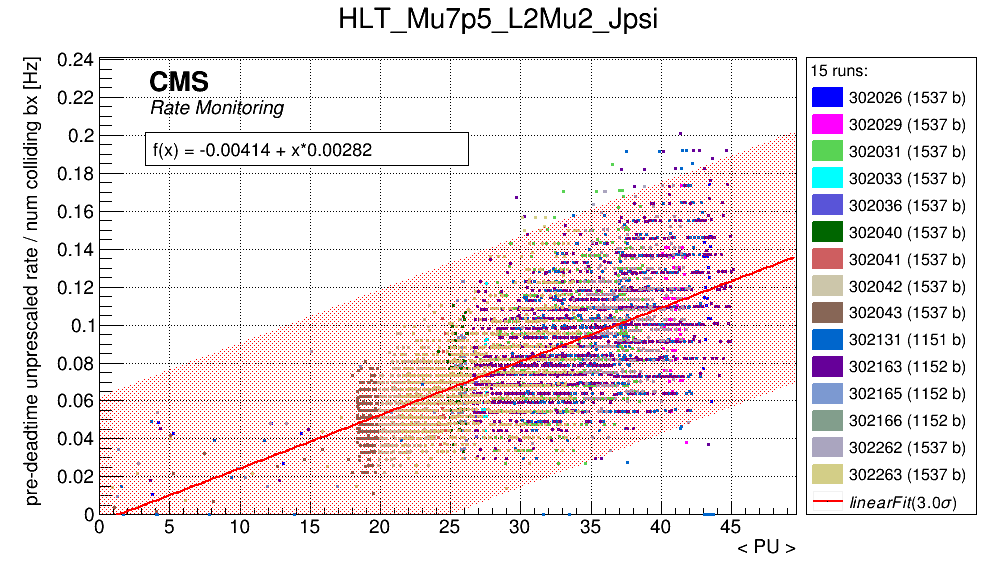 HLT_Mu7p5_L2Mu2_Jpsi
pre-deadtime unprescaled rate / num colliding bx [Hz]
CMS
Rate Monitoring
f(x) = -0.00414 + x*0.00282
0.24
0.22
0.2
0.18
0.16
0.14
0.12
0.1
0.08
0.06
0.04
0.02
0
0 5 10 15 20 25 30 35 40 45
< PU >
15 runs:
302026 (1537 b)
302029 (1537 b)
302031 (1537 b)
302033 (1537 b)
302036 (1537 b)
302040 (1537 b)
302041 (1537 b)
302042 (1537 b)
302043 (1537 b)
302131 (1151 b)
302163 (1152 b)
302165 (1152 b)
302166 (1152 b)
302262 (1537 b)
302263 (1537 b)
linearFit(3.0σ)